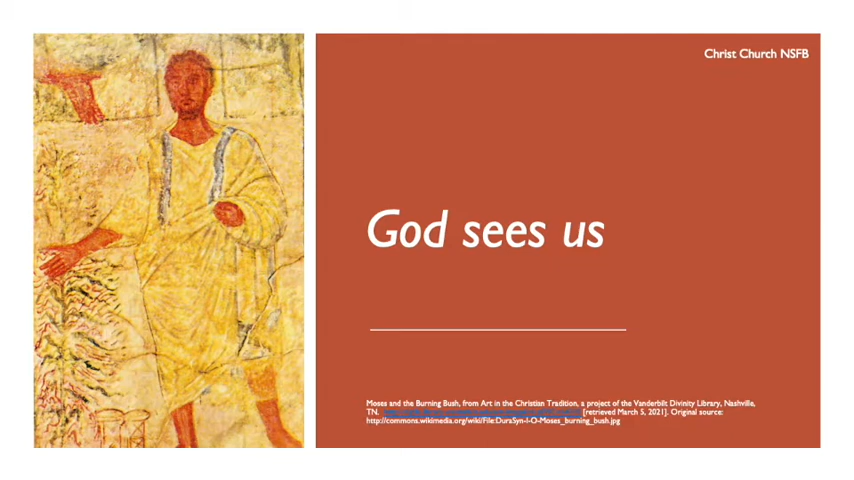 Christ Church NSFB
God sees us
Moses and the Burning Bush, from Art in the Christian Tradition, a project of the Vanderbilt Divinity Library, Nashville,
TN. [retrieved March 5, 2021]. Original source:
http://commons.wikimedia.org/wiki/File:DuraSyn-I-O-Moses_burning_bush.jpg